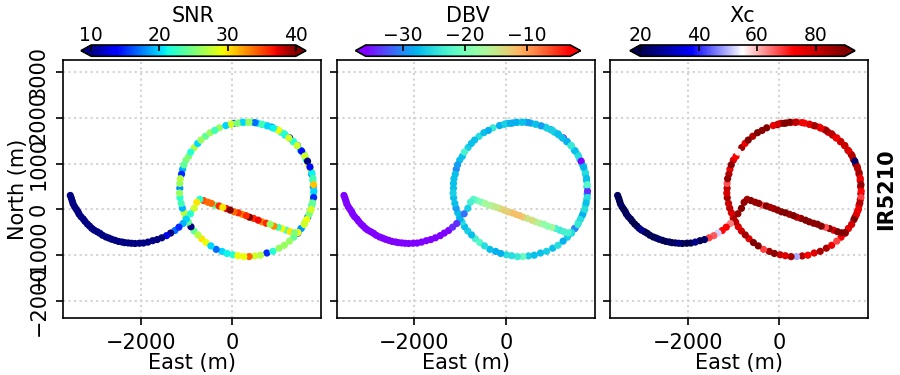 SNR DBV Xc
10 20 30 40 −30 −20 −10 20 40 60 80
3000
2000
1000
0
−1000
−2000
North (m)
IR5210
−2000 0 −2000 0 −2000 0
East (m) East (m) East (m)